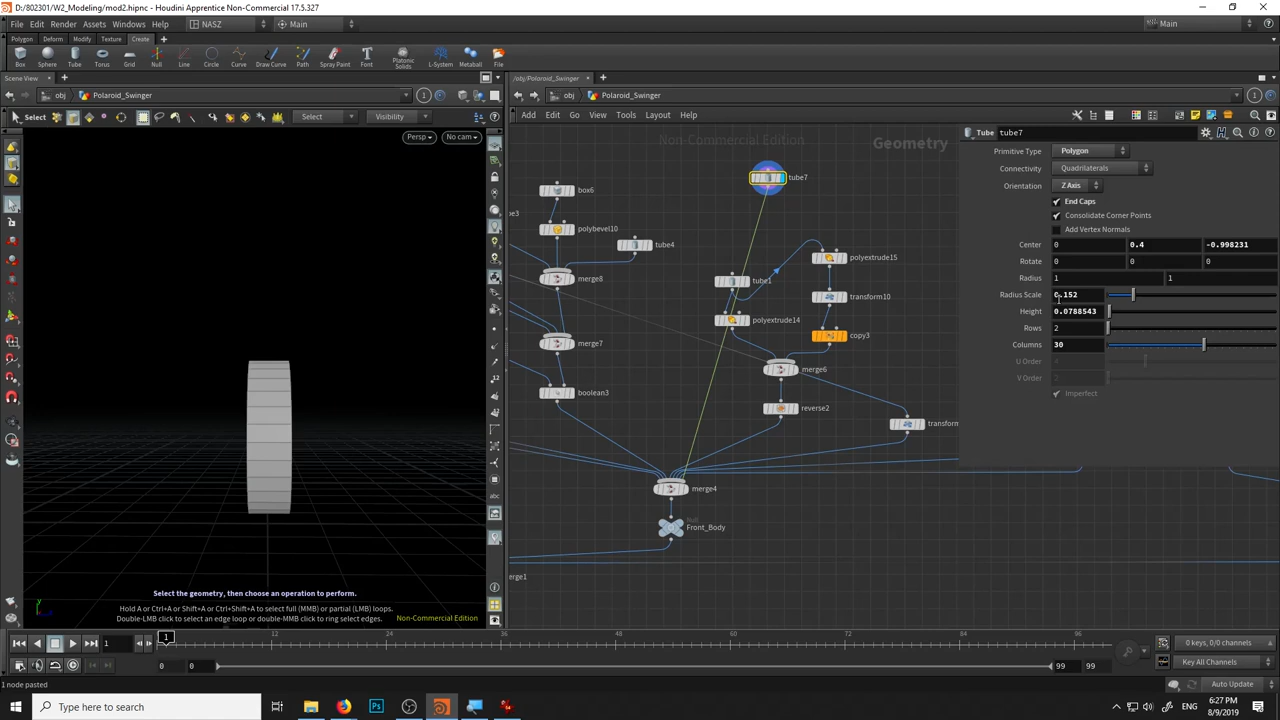 D:/802301/W2_Modeling/mod2.hipnc - Houdini Apprentice Non-Commercial 17.5.327
File Edit Render Assets Windows Help NASZ Main Main
Polygon Deform Modify Texture Create
Box Sphere Tube Torus Grid Null Line Circle Curve Draw Curve Path Spray Paint Font Platonic Solids L-System Metaball File
Scene View /obj/Polaroid_Swinger
obj Polaroid_Swinger 1 obj Polaroid_Swinger 1
Select Select Visibility Add Edit Go View Tools Layout Help
Persp No cam
Non-Commercial Edition Geometry
Tube tube7
Primitive Type Polygon
Connectivity Quadrilaterals
Orientation Z Axis
End Caps
Consolidate Corner Points
Add Vertex Normals
Center 0 0.4 -0.998231
Rotate 0 0 0
Radius 1 1
Radius Scale 0.152
Height 0.0788543
Rows 2
Columns 30
U Order 4
V Order 2
Imperfect
tube7
box6
e3
polybevel10
tube4
polyextrude15
merge8
tube1
transform10
polyextrude14
copy3
merge7
merge6
boolean3
reverse2
transform
merge4
Null
Front_Body
erge1
abc
Select the geometry, then choose an operation to perform.
Hold A or Ctrl+A or Shift+A or Ctrl+Shift+A to select full (MMB) or partial (LMB) loops.
Double-LMB click to select an edge loop or double-MMB click to ring select edges.
Non-Commercial Edition
1 1 12 24 36 48 60 72 84 96
0 keys, 0/0 channels
0 0 99 99
Key All Channels
1 node pasted
Auto Update
Type here to search
ENG
6:27 PM
8/9/2019